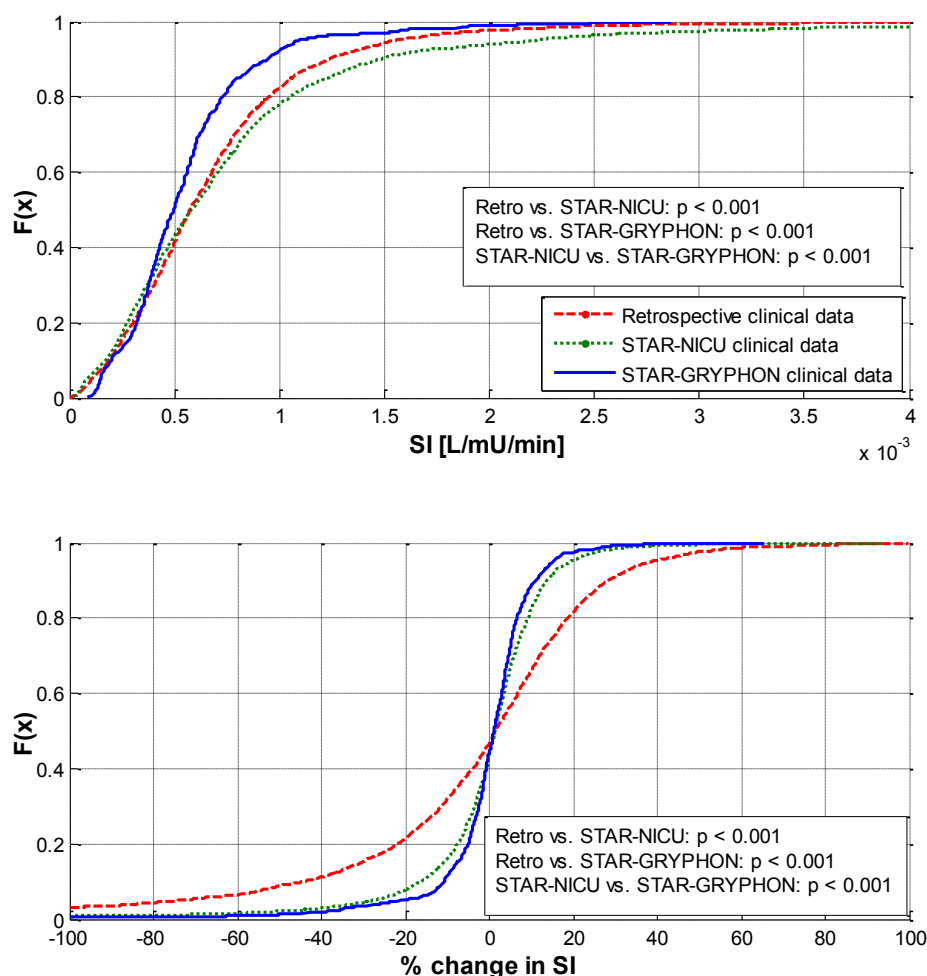 1
0.8
0.6
0.4
0.2
0
F(x)
Retro vs. STAR-NICU: p < 0.001
Retro vs. STAR-GRYPHON: p < 0.001
STAR-NICU vs. STAR-GRYPHON: p < 0.001
Retrospective clinical data
STAR-NICU clinical data
STAR-GRYPHON clinical data
0 0.5 1 1.5 2 2.5 3 3.5 4
SI [L/mU/min]
x 10⁻³
1
0.8
0.6
0.4
0.2
0
F(x)
Retro vs. STAR-NICU: p < 0.001
Retro vs. STAR-GRYPHON: p < 0.001
STAR-NICU vs. STAR-GRYPHON: p < 0.001
-100 -80 -60 -40 -20 0 20 40 60 80 100
% change in SI